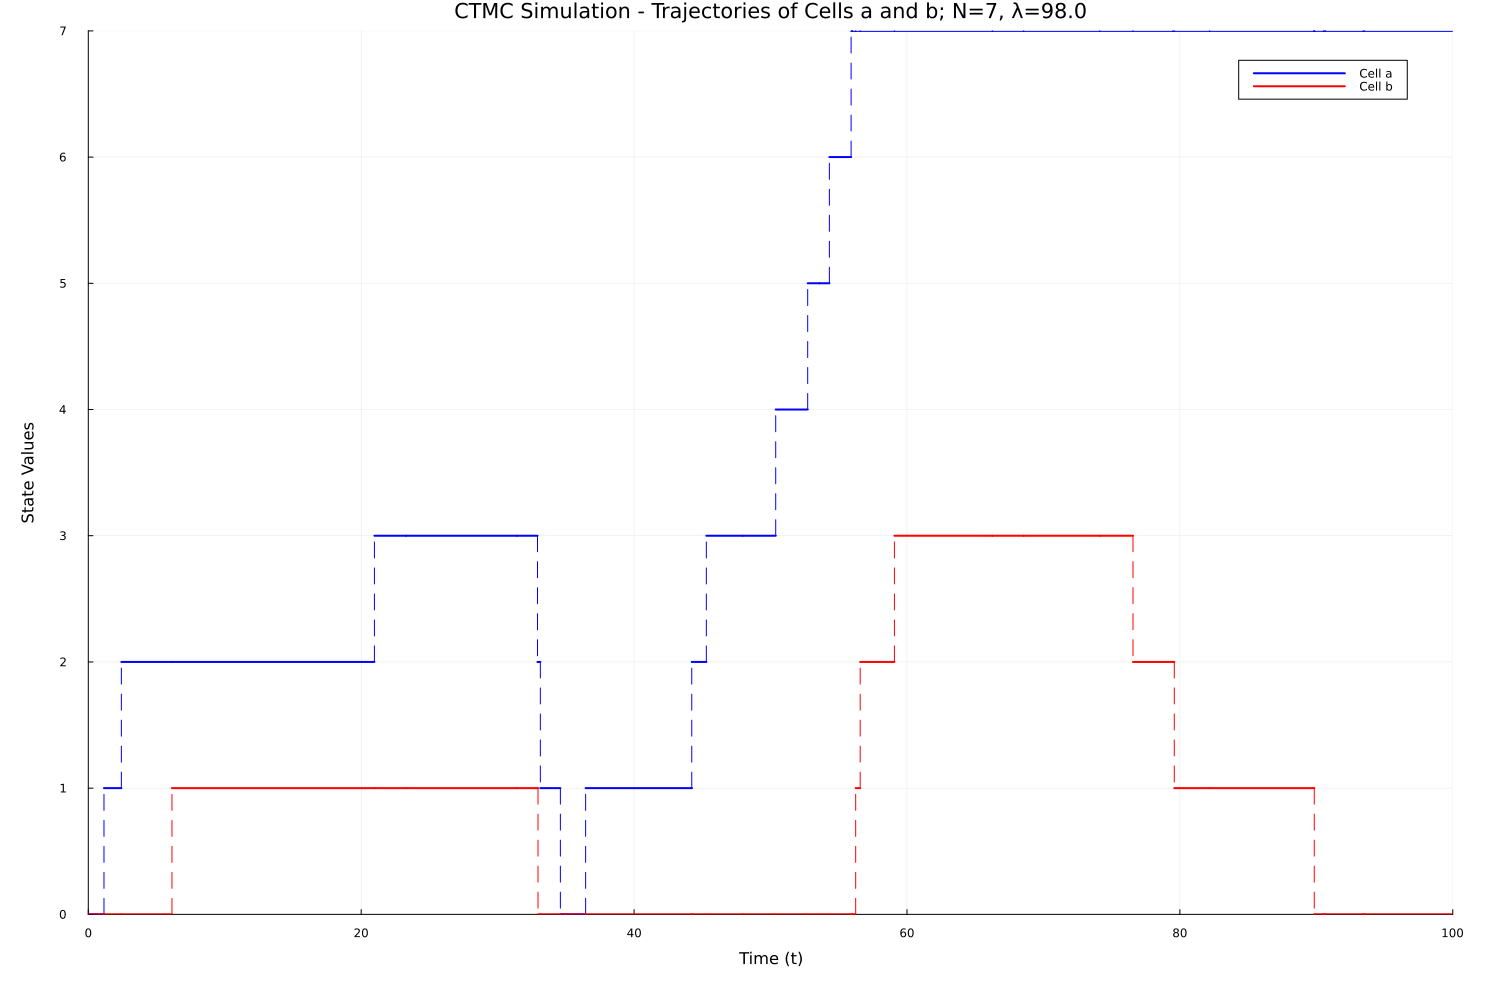 CTMC Simulation - Trajectories of Cells a and b; N=7, λ=98.0
7
6
5
4
3
2
1
0
State Values
Cell a
Cell b
0 20 40 60 80 100
Time (t)